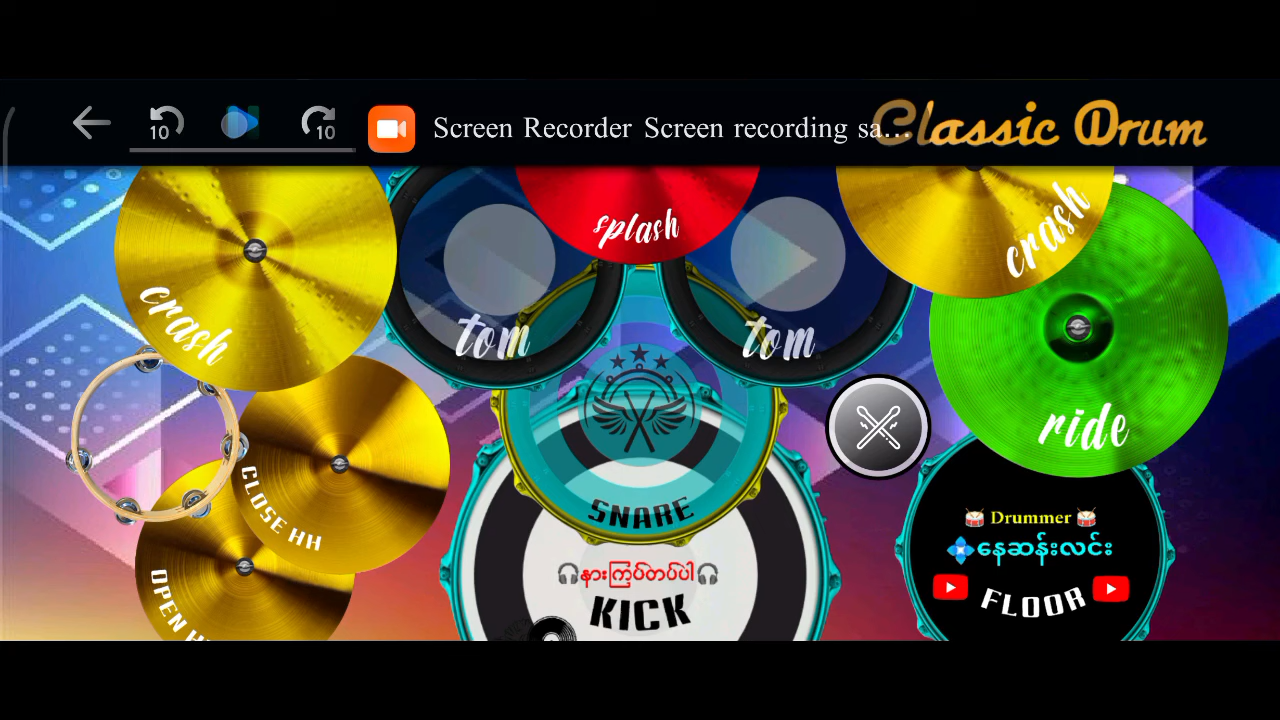 10
10
Screen Recorder Screen recording sa...
Classic Drum
splash
crash
crash
tom
tom
ride
CLOSE HH
SNARE
🥁 Drummer 🥁
💠နေဆန်းလင်း
FLOOR
🎧နားကြပ်တပ်ပါ🎧
KICK
OPEN